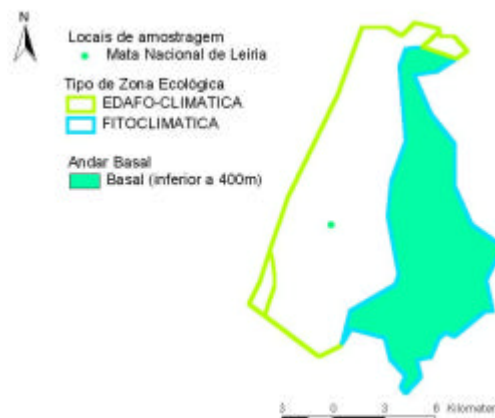 N
Locais de amostragem
Mata Nacional de Leiria
Tipo de Zona Ecológica
EDAFO-CLIMATICA
FITOCLIMATICA
Andar Basal
Basal (inferior a 400m)
3 0 3 6 Kilometer